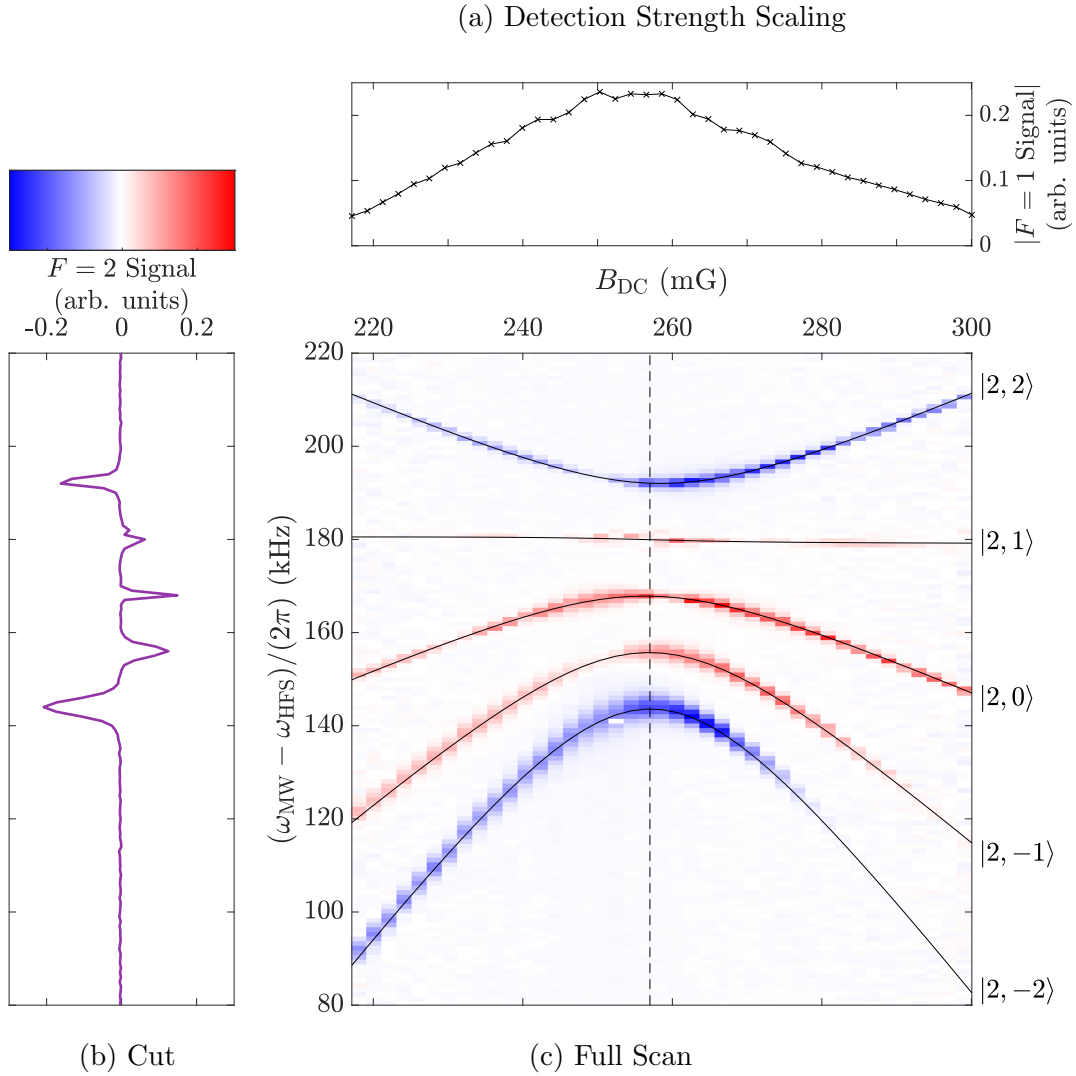 (a) Detection Strength Scaling
0.2
0.1
0
|F = 1 Signal|
(arb. units)
F = 2 Signal
(arb. units)
-0.2 0 0.2
B_DC (mG)
220 240 260 280 300
220
200
180
160
140
120
100
80
(ω_MW − ω_HFS)/(2π) (kHz)
|2, 2⟩
|2, 1⟩
|2, 0⟩
|2, −1⟩
|2, −2⟩
(b) Cut
(c) Full Scan